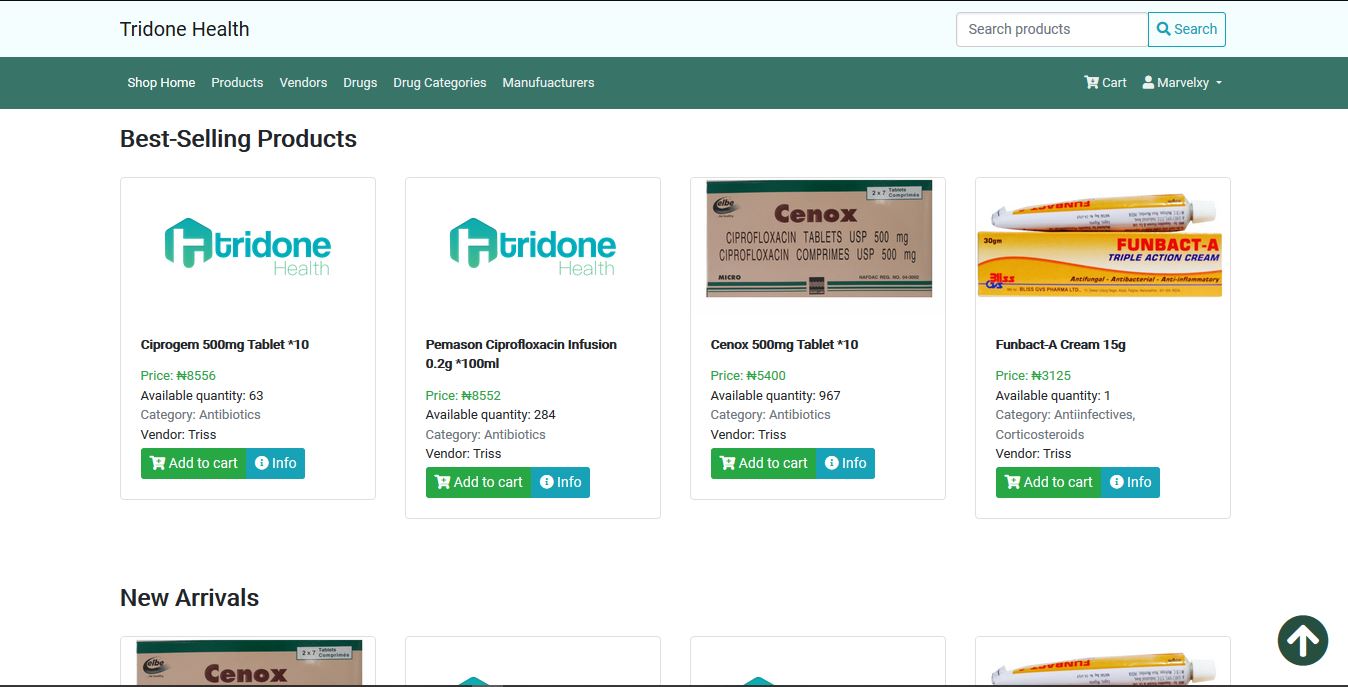 Tridone Health
Search products
Search
Shop Home Products Vendors Drugs Drug Categories Manufuacturers
Cart Marvelxy
Best-Selling Products
tridone
Health
Ciprogem 500mg Tablet *10
Price: ₦8556
Available quantity: 63
Category: Antibiotics
Vendor: Triss
Add to cart Info
tridone
Health
Pemason Ciprofloxacin Infusion
0.2g *100ml
Price: ₦8552
Available quantity: 284
Category: Antibiotics
Vendor: Triss
Add to cart Info
2 x 7 Tablets
Comprimés
elbe
Cenox
CIPROFLOXACIN TABLETS USP 500 mg
CIPROFLOXACIN COMPRIMES USP 500 mg
MICRO
NAFDAC REG. NO. 04-3002
Cenox 500mg Tablet *10
Price: ₦5400
Available quantity: 967
Category: Antibiotics
Vendor: Triss
Add to cart Info
FUNBACT
30gm
FUNBACT-A
TRIPLE ACTION CREAM
Bliss
GVS
Antifungal - Antibacterial - Anti-inflammatory
BLISS GVS PHARMA LTD.,
Funbact-A Cream 15g
Price: ₦3125
Available quantity: 1
Category: Antiinfectives,
Corticosteroids
Vendor: Triss
Add to cart Info
New Arrivals
2 x 7 Tablets
Comprimés
elbe
Cenox